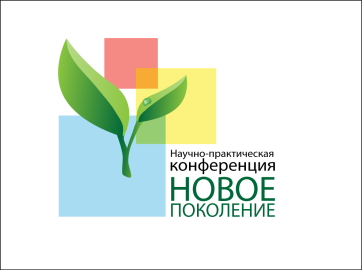 Научно-практическая
конференция
НОВОЕ
ПОКОЛЕНИЕ